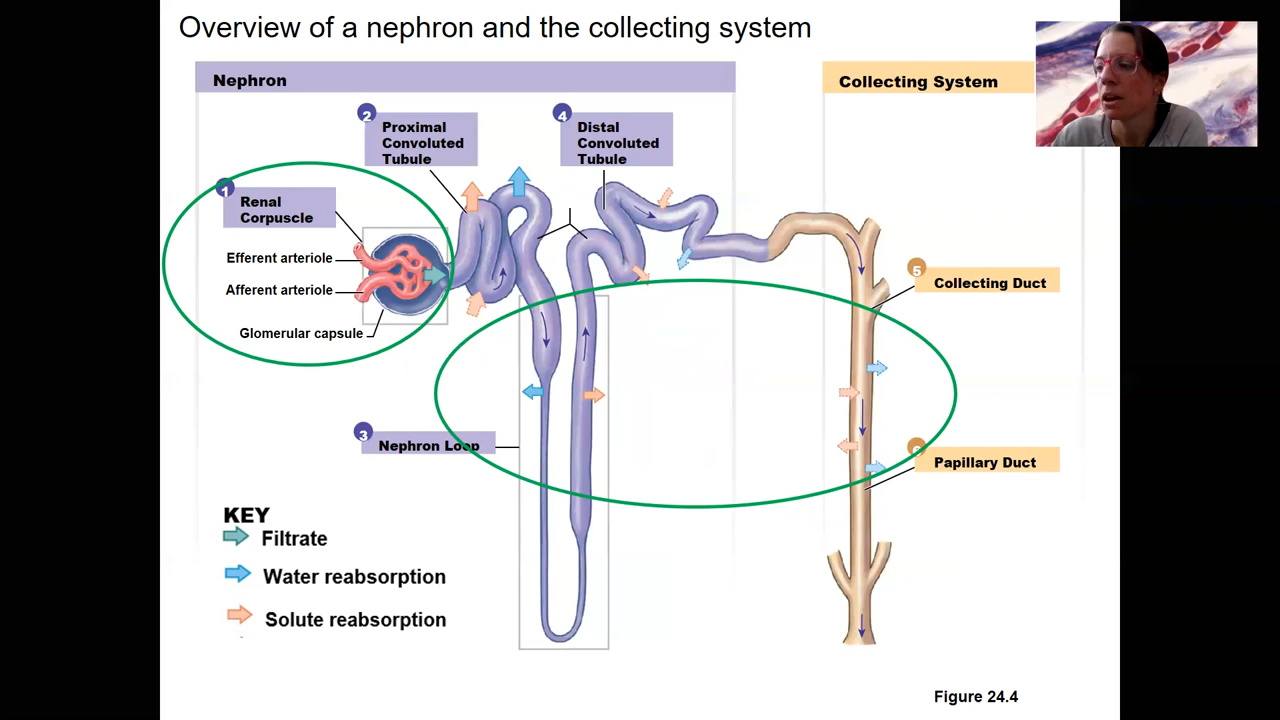 Overview of a nephron and the collecting system
Nephron
Collecting System
2
Proximal
Convoluted
Tubule
4
Distal
Convoluted
Tubule
1
Renal
Corpuscle
Efferent arteriole
Afferent arteriole
Glomerular capsule
5
Collecting Duct
3
Nephron Loop
6
Papillary Duct
KEY
Filtrate
Water reabsorption
Solute reabsorption
Figure 24.4